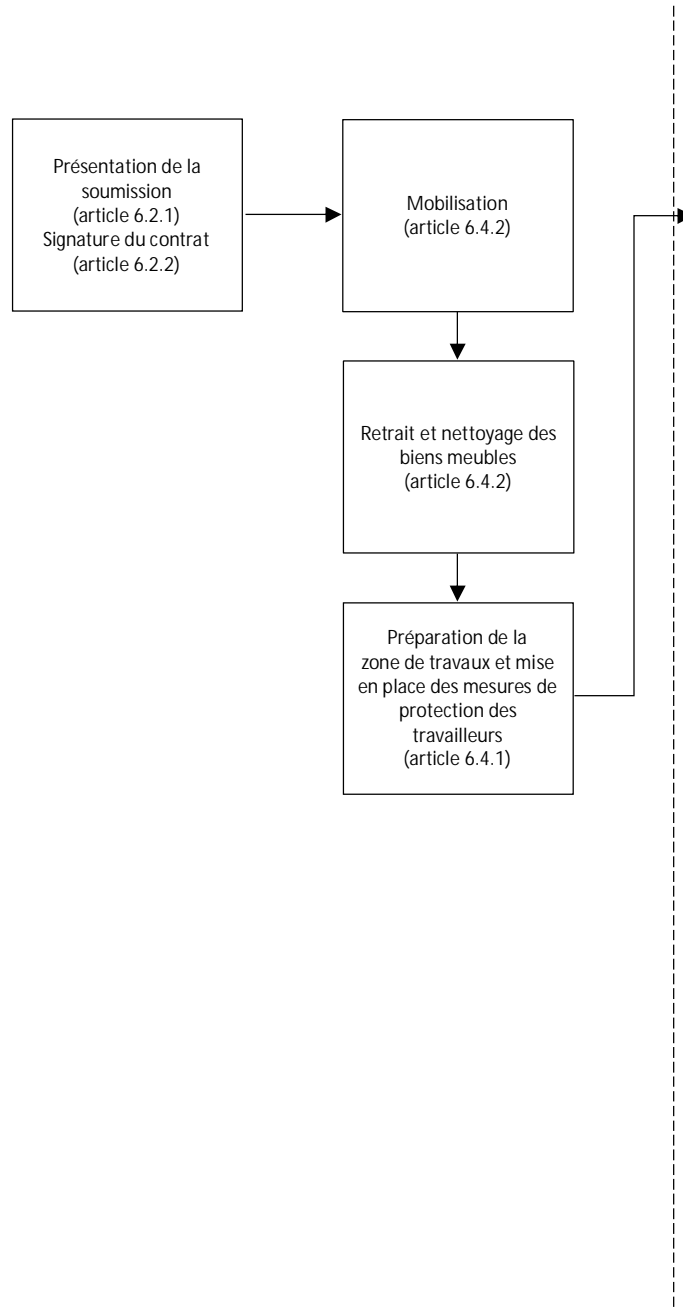 Présentation de la
soumission
(article 6.2.1)
Signature du contrat
(article 6.2.2)
Mobilisation
(article 6.4.2)
Retrait et nettoyage des
biens meubles
(article 6.4.2)
Préparation de la
zone de travaux et mise
en place des mesures de
protection des
travailleurs
(article 6.4.1)